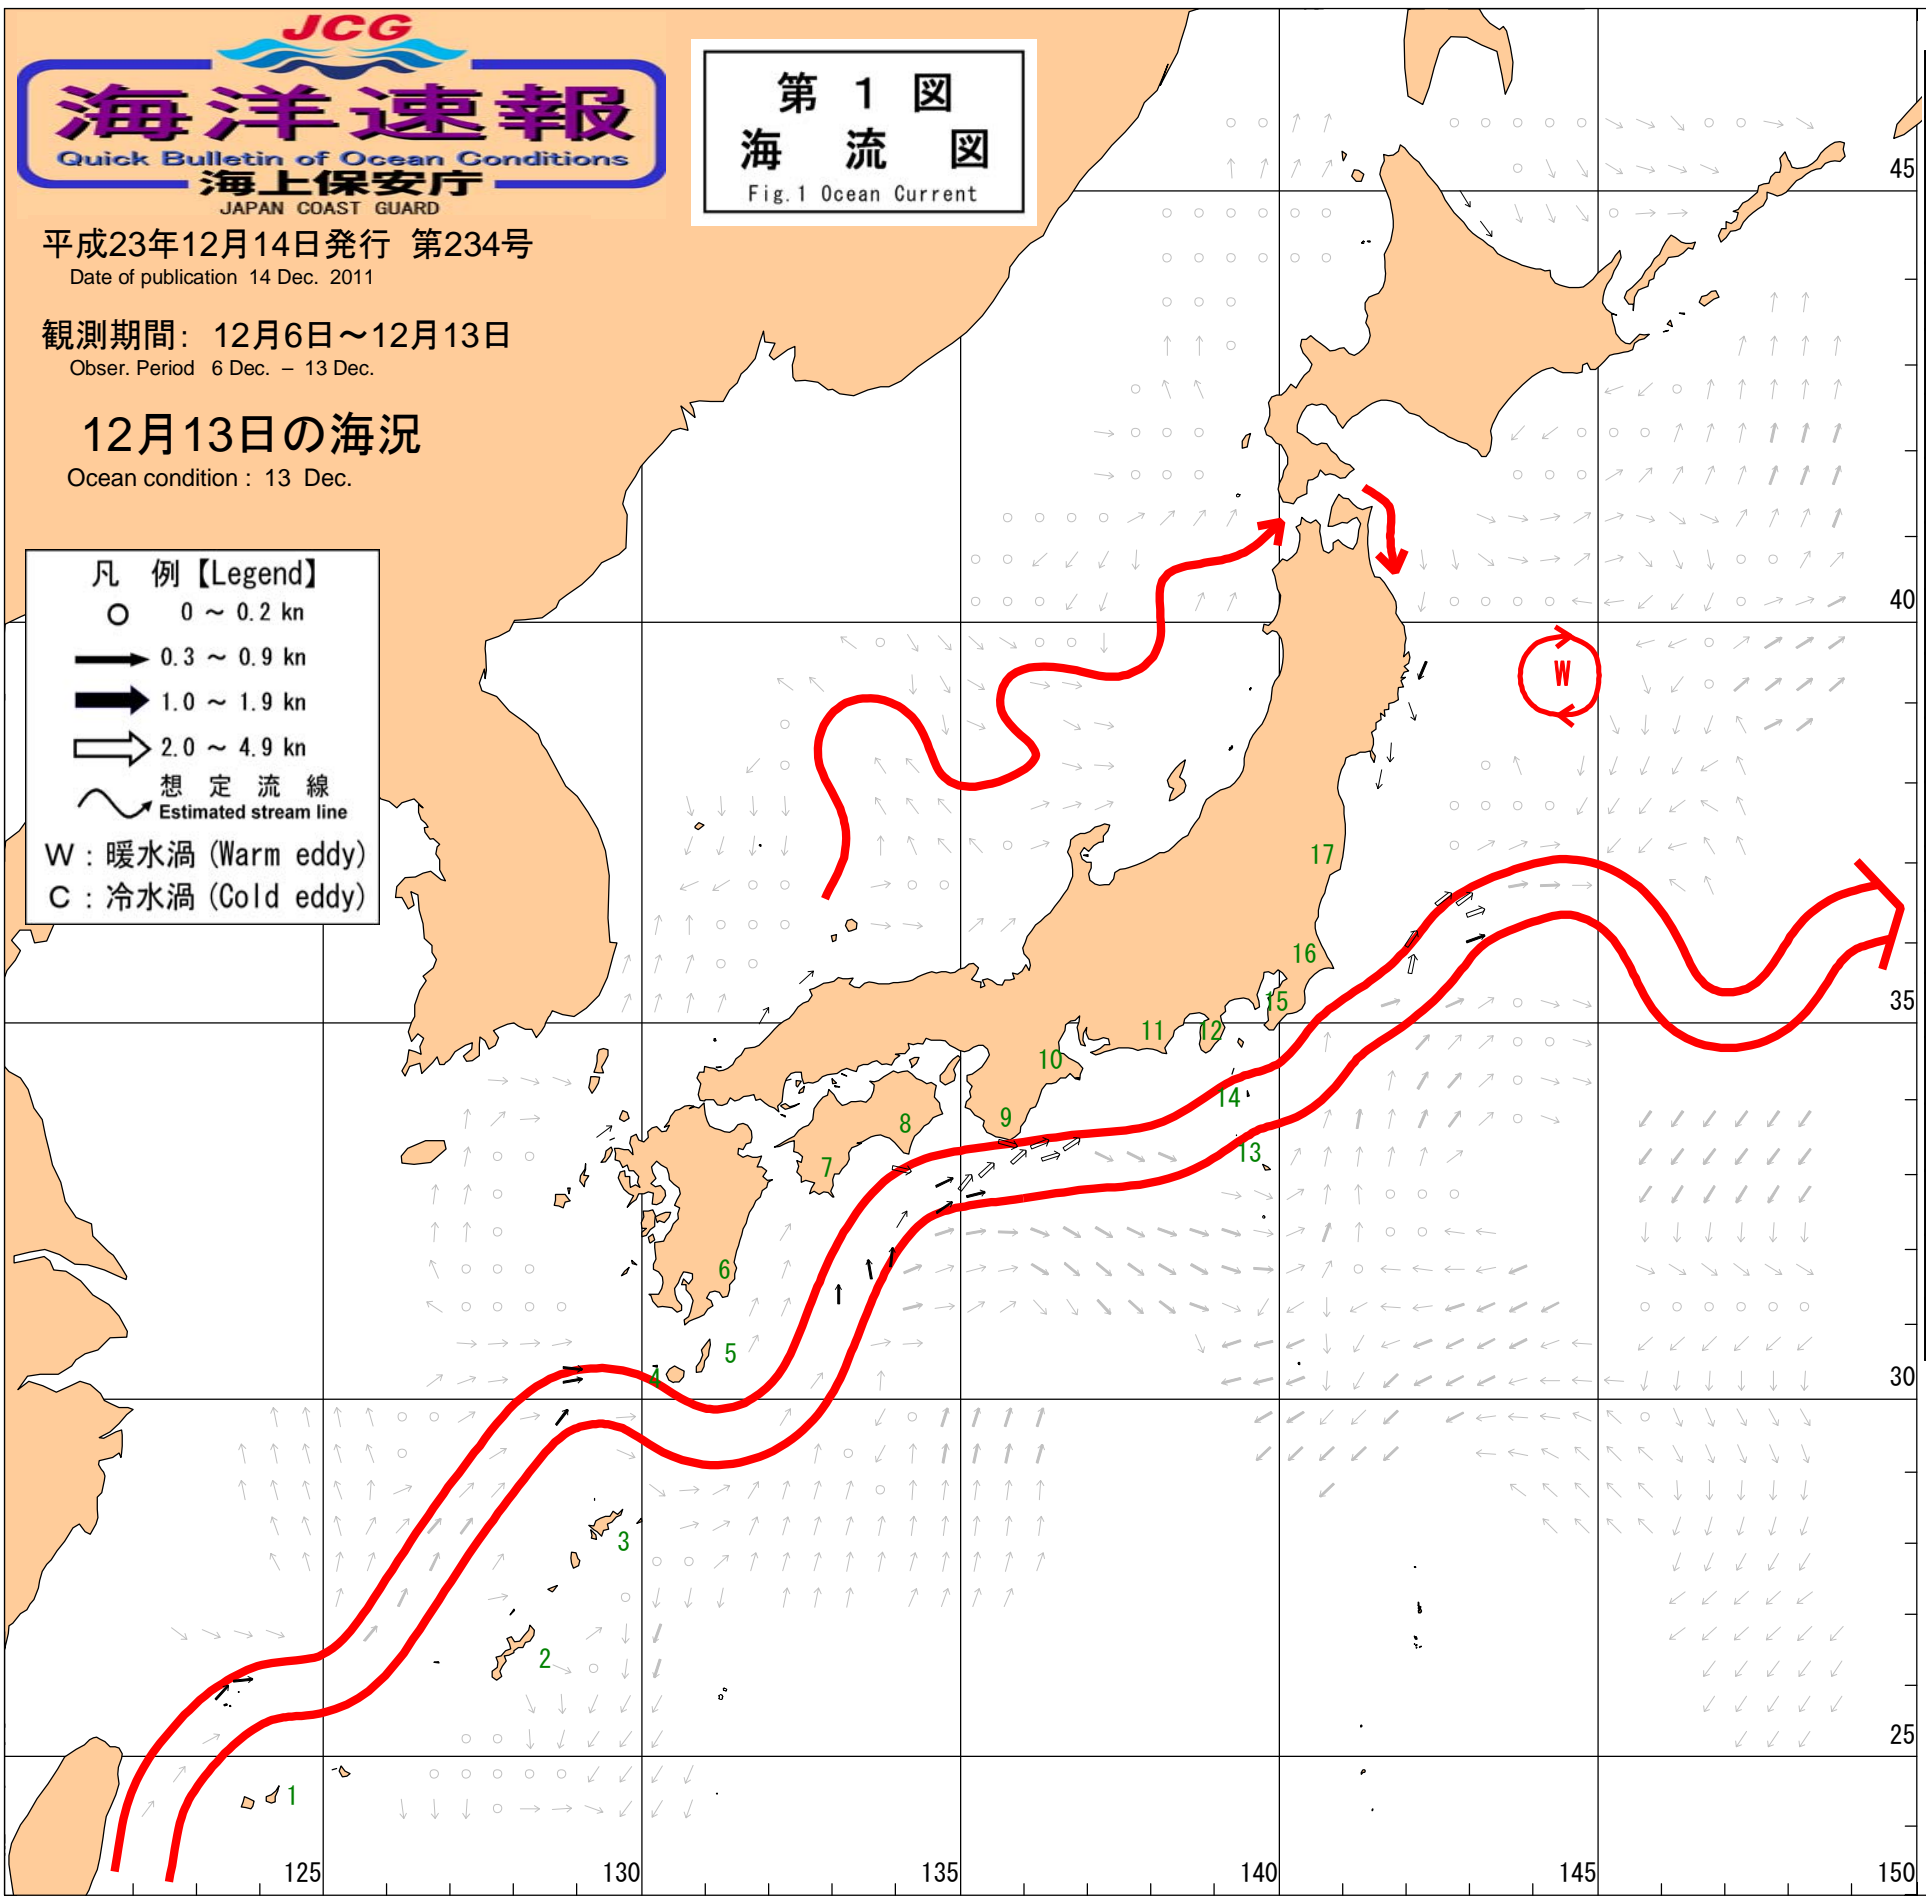 JCG
海洋速報
Quick Bulletin of Ocean Conditions
海上保安庁
JAPAN COAST GUARD
第 1 図
海 流 図
Fig.1 Ocean Current
平成23年12月14日発行 第234号
Date of publication 14 Dec. 2011
観測期間: 12月6日～12月13日
Obser. Period 6 Dec. – 13 Dec.
12月13日の海況
Ocean condition : 13 Dec.
凡 例【Legend】
0 ～ 0.2 kn
0.3 ～ 0.9 kn
1.0 ～ 1.9 kn
2.0 ～ 4.9 kn
想 定 流 線
Estimated stream line
W : 暖水渦 (Warm eddy)
C : 冷水渦 (Cold eddy)
45
40
W
17
16
35
15
12
11
10
14
9
8
13
7
6
5
4
30
3
2
25
1
125
130
135
140
145
150